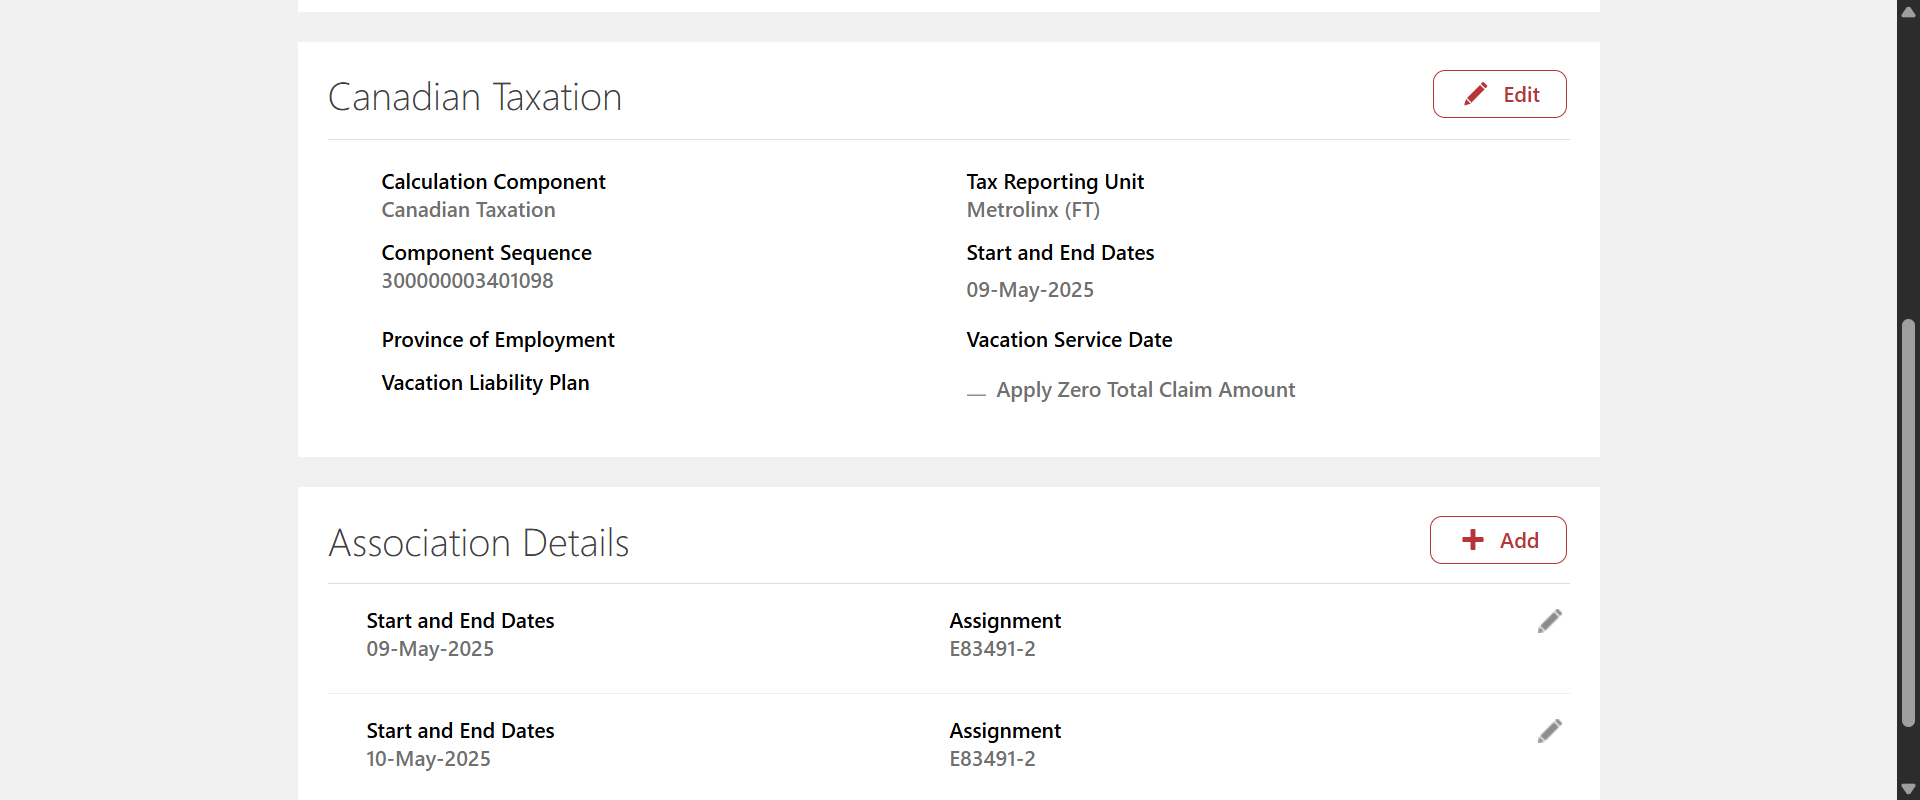 Canadian Taxation
Edit
Calculation Component
Canadian Taxation
Tax Reporting Unit
Metrolinx (FT)
Component Sequence
300000003401098
Start and End Dates
09-May-2025
Province of Employment
Vacation Service Date
Vacation Liability Plan
Apply Zero Total Claim Amount
Association Details
Add
Start and End Dates
09-May-2025
Assignment
E83491-2
Start and End Dates
10-May-2025
Assignment
E83491-2